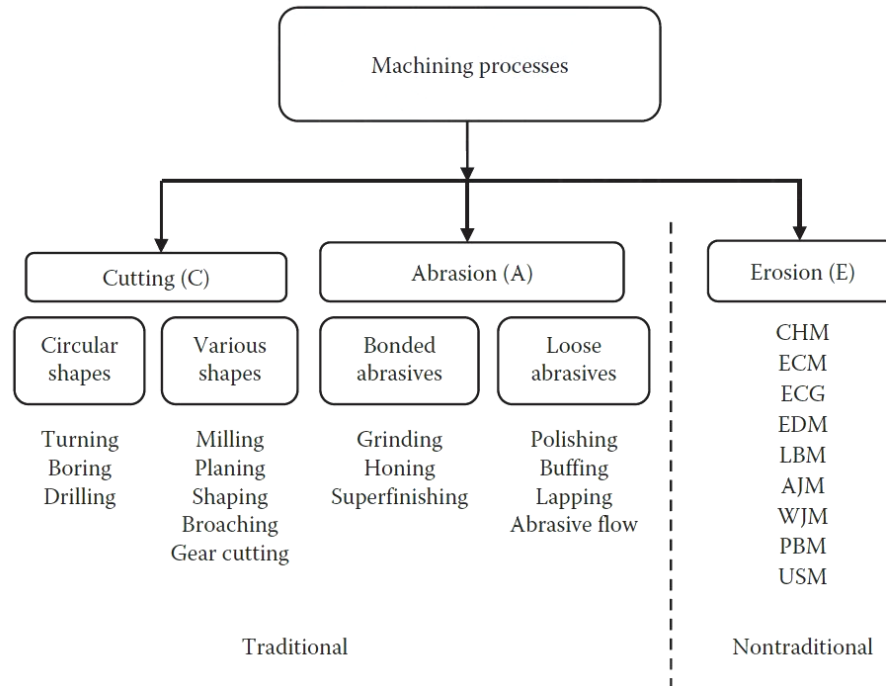 Machining processes
Cutting (C)
Circular
shapes
Turning
Boring
Drilling
Various
shapes
Milling
Planing
Shaping
Broaching
Gear cutting
Abrasion (A)
Bonded
abrasives
Grinding
Honing
Superfinishing
Loose
abrasives
Polishing
Buffing
Lapping
Abrasive flow
Traditional
Erosion (E)
CHM
ECM
ECG
EDM
LBM
AJM
WJM
PBM
USM
Nontraditional